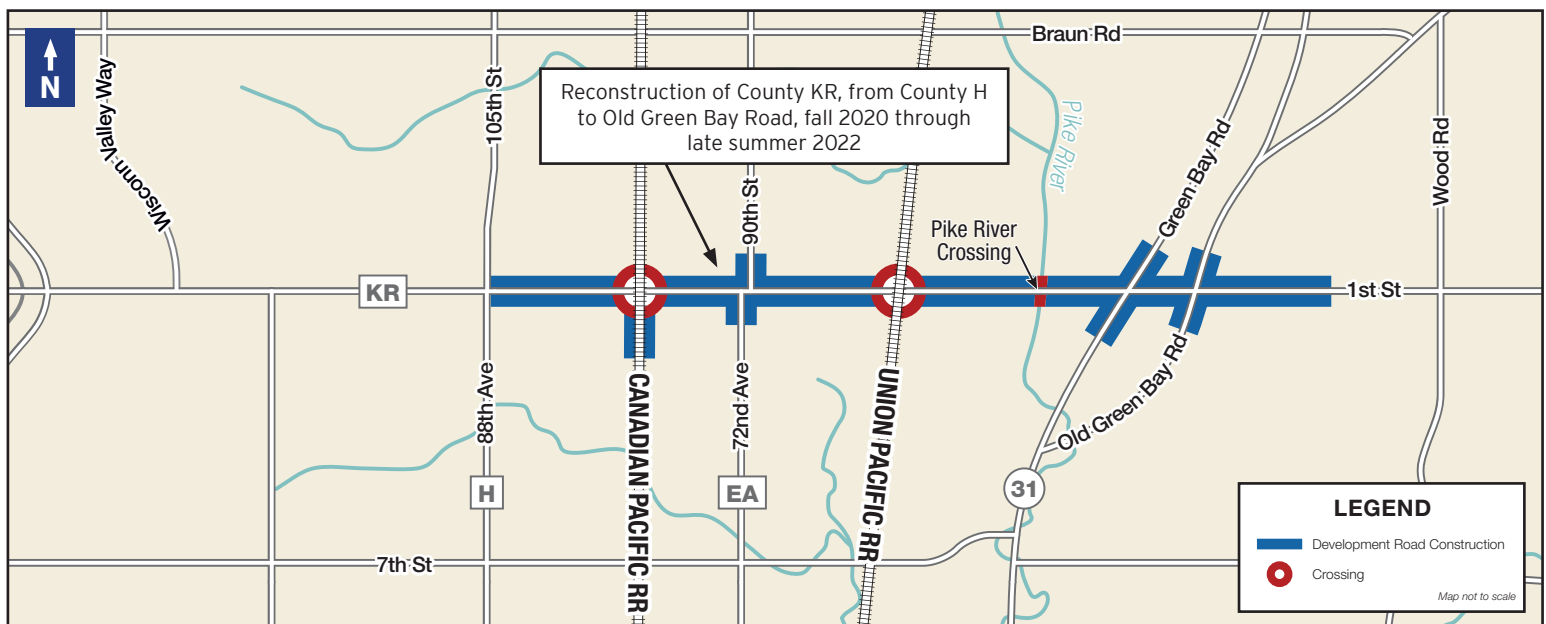 N
Wisconn Valley Way
105th St
Braun Rd
Reconstruction of County KR, from County H
to Old Green Bay Road, fall 2020 through
late summer 2022
Pike River
Green Bay Rd
Wood Rd
90th St
Pike River
Crossing
KR
1st St
88th Ave
CANADIAN PACIFIC RR
72nd Ave
UNION PACIFIC RR
Old Green Bay Rd
H
EA
31
7th St
LEGEND
Development Road Construction
Crossing
Map not to scale